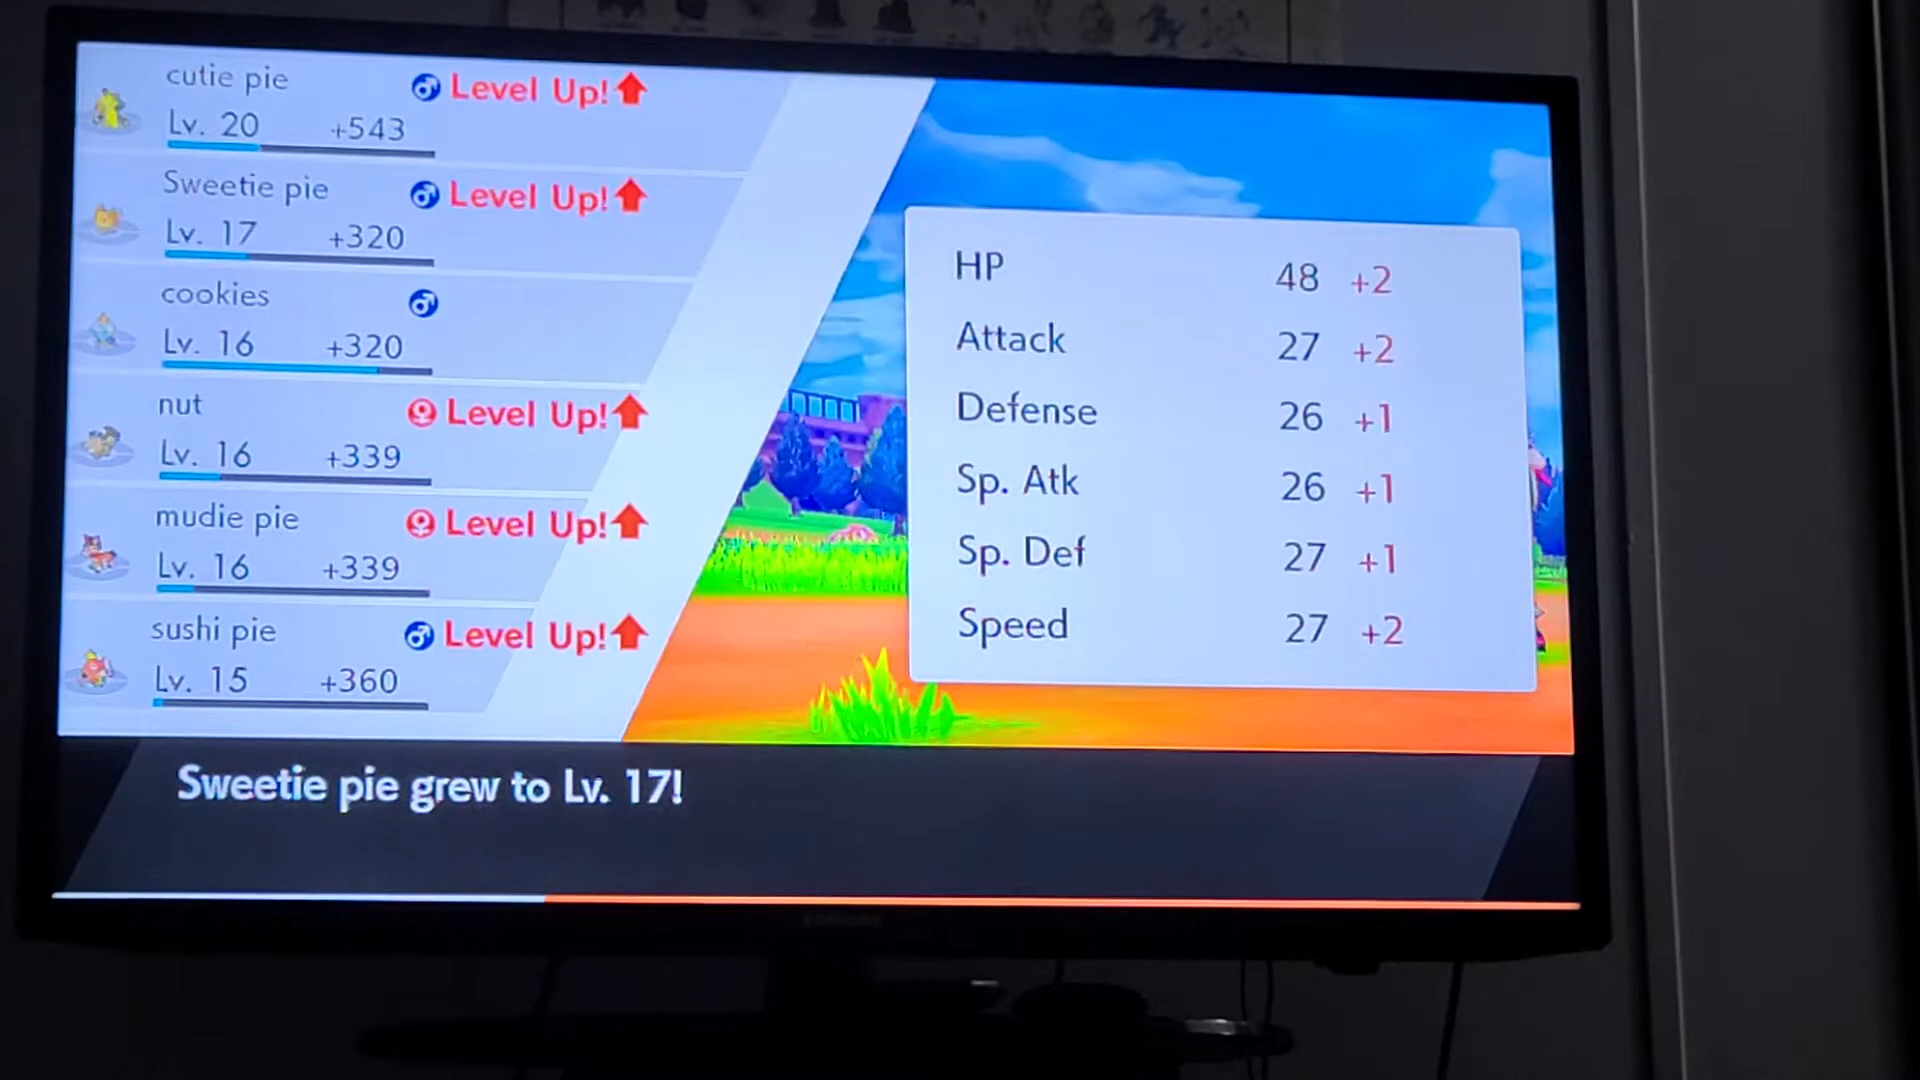 cutie pie
Level Up!
Lv. 20 +543
Sweetie pie
Level Up!
Lv. 17 +320
cookies
Lv. 16 +320
nut
Level Up!
Lv. 16 +339
mudie pie
Level Up!
Lv. 16 +339
sushi pie
Level Up!
Lv. 15 +360
HP 48 +2
Attack 27 +2
Defense 26 +1
Sp. Atk 26 +1
Sp. Def 27 +1
Speed 27 +2
Sweetie pie grew to Lv. 17!